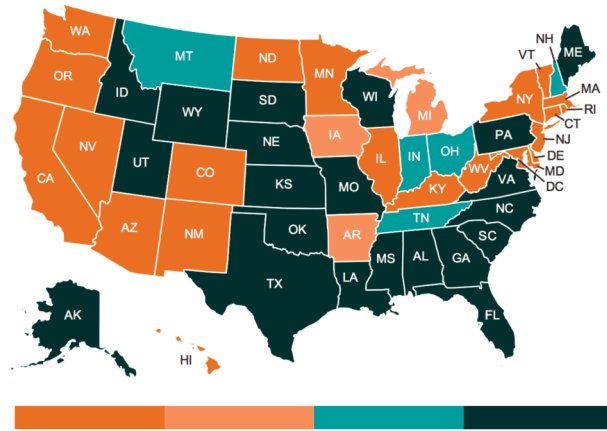 WA
MT
ND
MN
OR
ID
SD
WI
MI
NY
VT
NH
ME
MA
RI
CT
NJ
DE
MD
DC
WY
NE
IA
IL
IN
OH
PA
NV
UT
CO
KS
MO
KY
WV
VA
CA
AZ
NM
OK
AR
TN
NC
SC
TX
LA
MS
AL
GA
FL
AK
HI